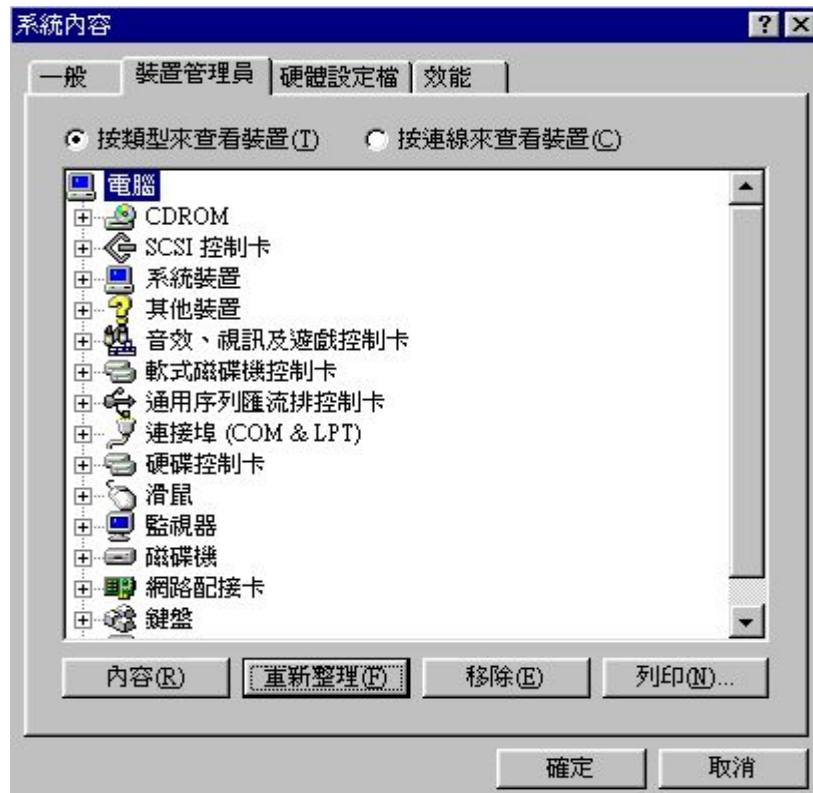 系統內容
一般 裝置管理員 硬體設定檔 效能
按類型來查看裝置(T) 按連線來查看裝置(C)
電腦
CDROM
SCSI 控制卡
系統裝置
其他裝置
音效、視訊及遊戲控制卡
軟式磁碟機控制卡
通用序列匯流排控制卡
連接埠 (COM & LPT)
硬碟控制卡
滑鼠
監視器
磁碟機
網路配接卡
鍵盤
內容(R) 重新整理(F) 移除(E) 列印(N)...
確定 取消